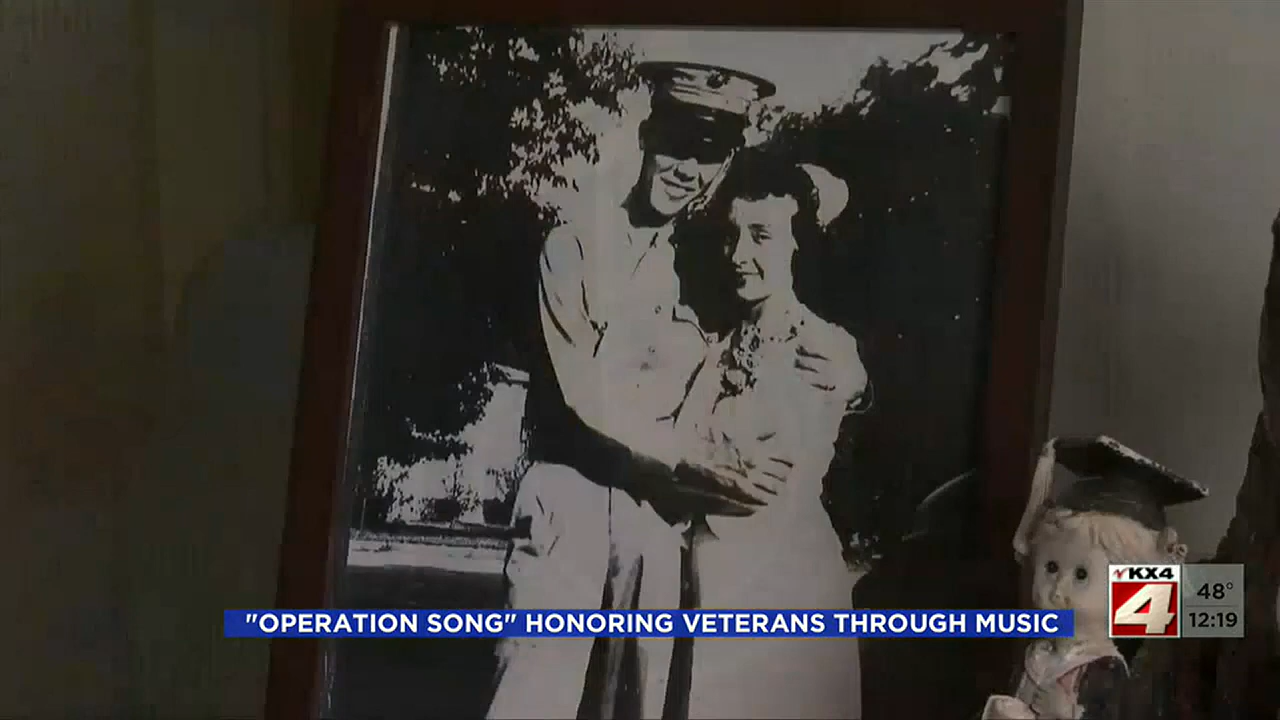 "OPERATION SONG" HONORING VETERANS THROUGH MUSIC
KX4
4
48°
12:19